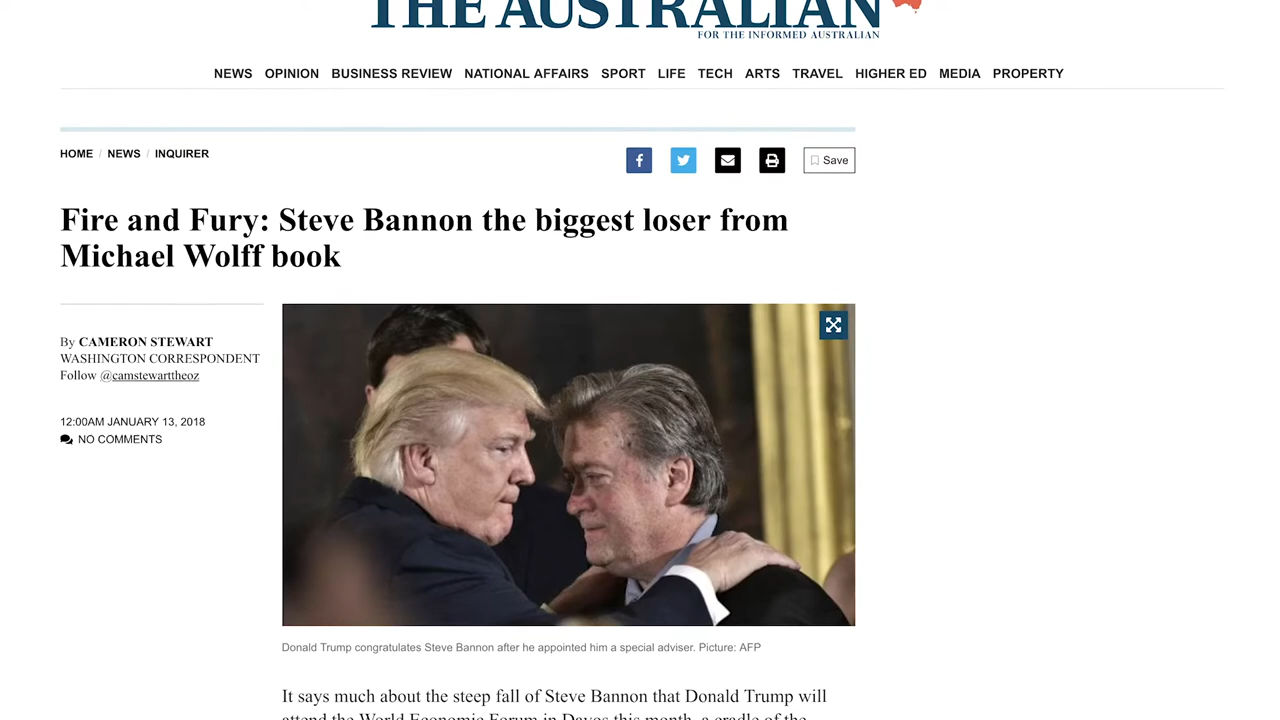 THE AUSTRALIAN
FOR THE INFORMED AUSTRALIAN
NEWS OPINION BUSINESS REVIEW NATIONAL AFFAIRS SPORT LIFE TECH ARTS TRAVEL HIGHER ED MEDIA PROPERTY
HOME / NEWS / INQUIRER
Save
Fire and Fury: Steve Bannon the biggest loser from
Michael Wolff book
By CAMERON STEWART
WASHINGTON CORRESPONDENT
Follow @camstewarttheoz
12:00AM JANUARY 13, 2018
NO COMMENTS
Donald Trump congratulates Steve Bannon after he appointed him a special adviser. Picture: AFP
It says much about the steep fall of Steve Bannon that Donald Trump will
attend the World Economic Forum in Davos this month, a cradle of the